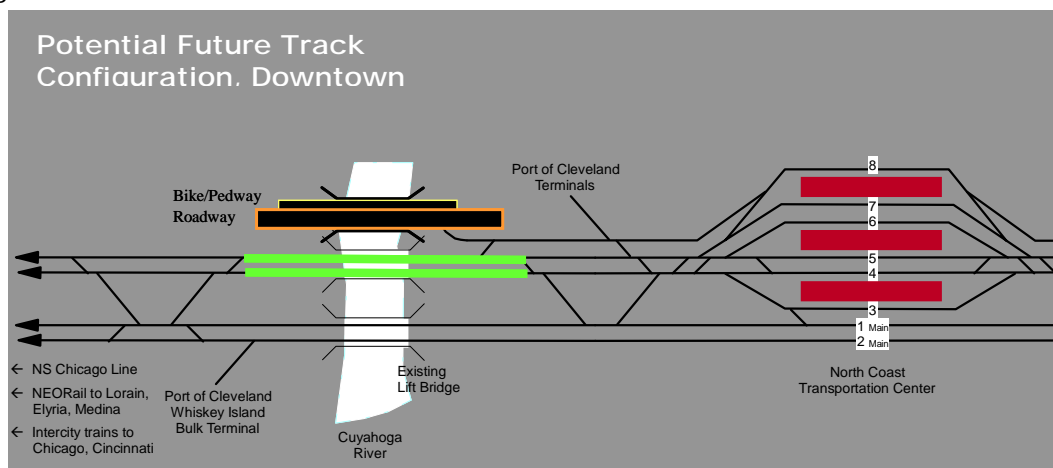 Potential Future Track
Configuration, Downtown
8
Port of Cleveland
Terminals
Bike/Pedway
Roadway
7
6
5
4
3
1 Main
2 Main
← NS Chicago Line
← NEORail to Lorain,
Elyria, Medina
← Intercity trains to
Chicago, Cincinnati
Port of Cleveland
Whiskey Island
Bulk Terminal
Existing
Lift Bridge
Cuyahoga
River
North Coast
Transportation Center